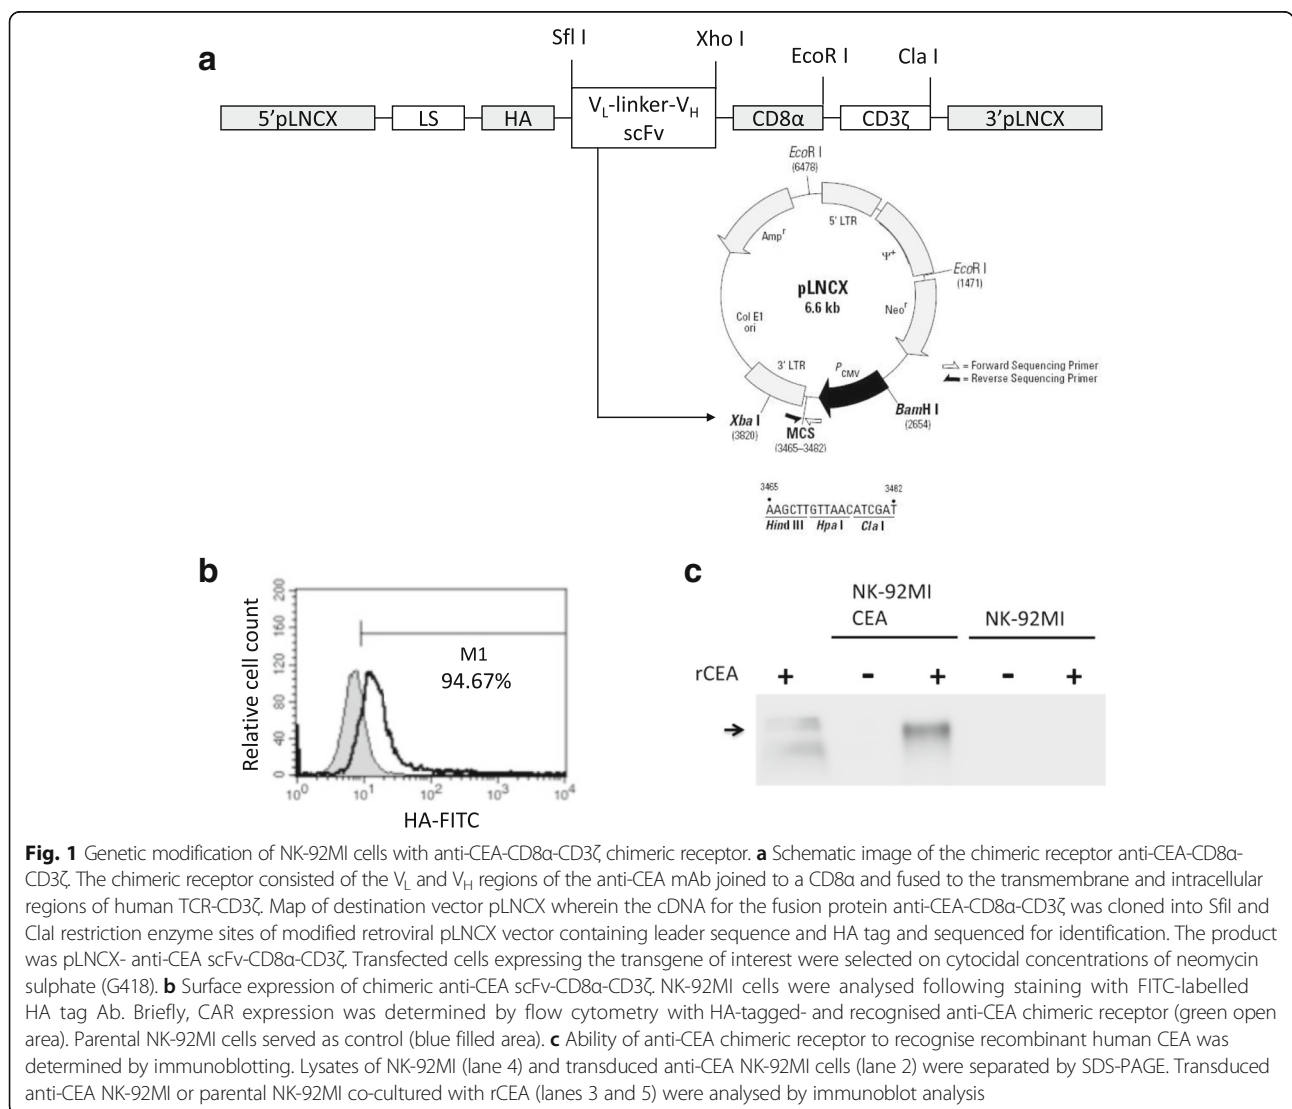 a
Sfl I
Xho I
EcoR I
Cla I
5'pLNCX
LS
HA
VL-linker-VH
scFv
CD8α
CD3ζ
3'pLNCX
EcoR I
(6478)
5' LTR
Ampr
Ψ+
EcoR I
(1471)
pLNCX
6.6 kb
Col E1
ori
Neor
3' LTR
PCMV
= Forward Sequencing Primer
= Reverse Sequencing Primer
Xba I
(3820)
MCS
(3465–3482)
BamH I
(2654)
3465
3482
AAGCTTGTTAACATCGAT
Hind III Hpa I Cla I
b
Relative cell count
200
160
120
80
40
0
M1
94.67%
10⁰ 10¹ 10² 10³ 10⁴
HA-FITC
c
NK-92MI
CEA
NK-92MI
rCEA + - + - +
Fig. 1 Genetic modification of NK-92MI cells with anti-CEA-CD8α-CD3ζ chimeric receptor. a Schematic image of the chimeric receptor anti-CEA-CD8α-
CD3ζ. The chimeric receptor consisted of the VL and VH regions of the anti-CEA mAb joined to a CD8α and fused to the transmembrane and intracellular
regions of human TCR-CD3ζ. Map of destination vector pLNCX wherein the cDNA for the fusion protein anti-CEA-CD8α-CD3ζ was cloned into SfiI and
ClaI restriction enzyme sites of modified retroviral pLNCX vector containing leader sequence and HA tag and sequenced for identification. The product
was pLNCX- anti-CEA scFv-CD8α-CD3ζ. Transfected cells expressing the transgene of interest were selected on cytocidal concentrations of neomycin
sulphate (G418). b Surface expression of chimeric anti-CEA scFv-CD8α-CD3ζ. NK-92MI cells were analysed following staining with FITC-labelled
HA tag Ab. Briefly, CAR expression was determined by flow cytometry with HA-tagged- and recognised anti-CEA chimeric receptor (green open
area). Parental NK-92MI cells served as control (blue filled area). c Ability of anti-CEA chimeric receptor to recognise recombinant human CEA was
determined by immunoblotting. Lysates of NK-92MI (lane 4) and transduced anti-CEA NK-92MI cells (lane 2) were separated by SDS-PAGE. Transduced
anti-CEA NK-92MI or parental NK-92MI co-cultured with rCEA (lanes 3 and 5) were analysed by immunoblot analysis